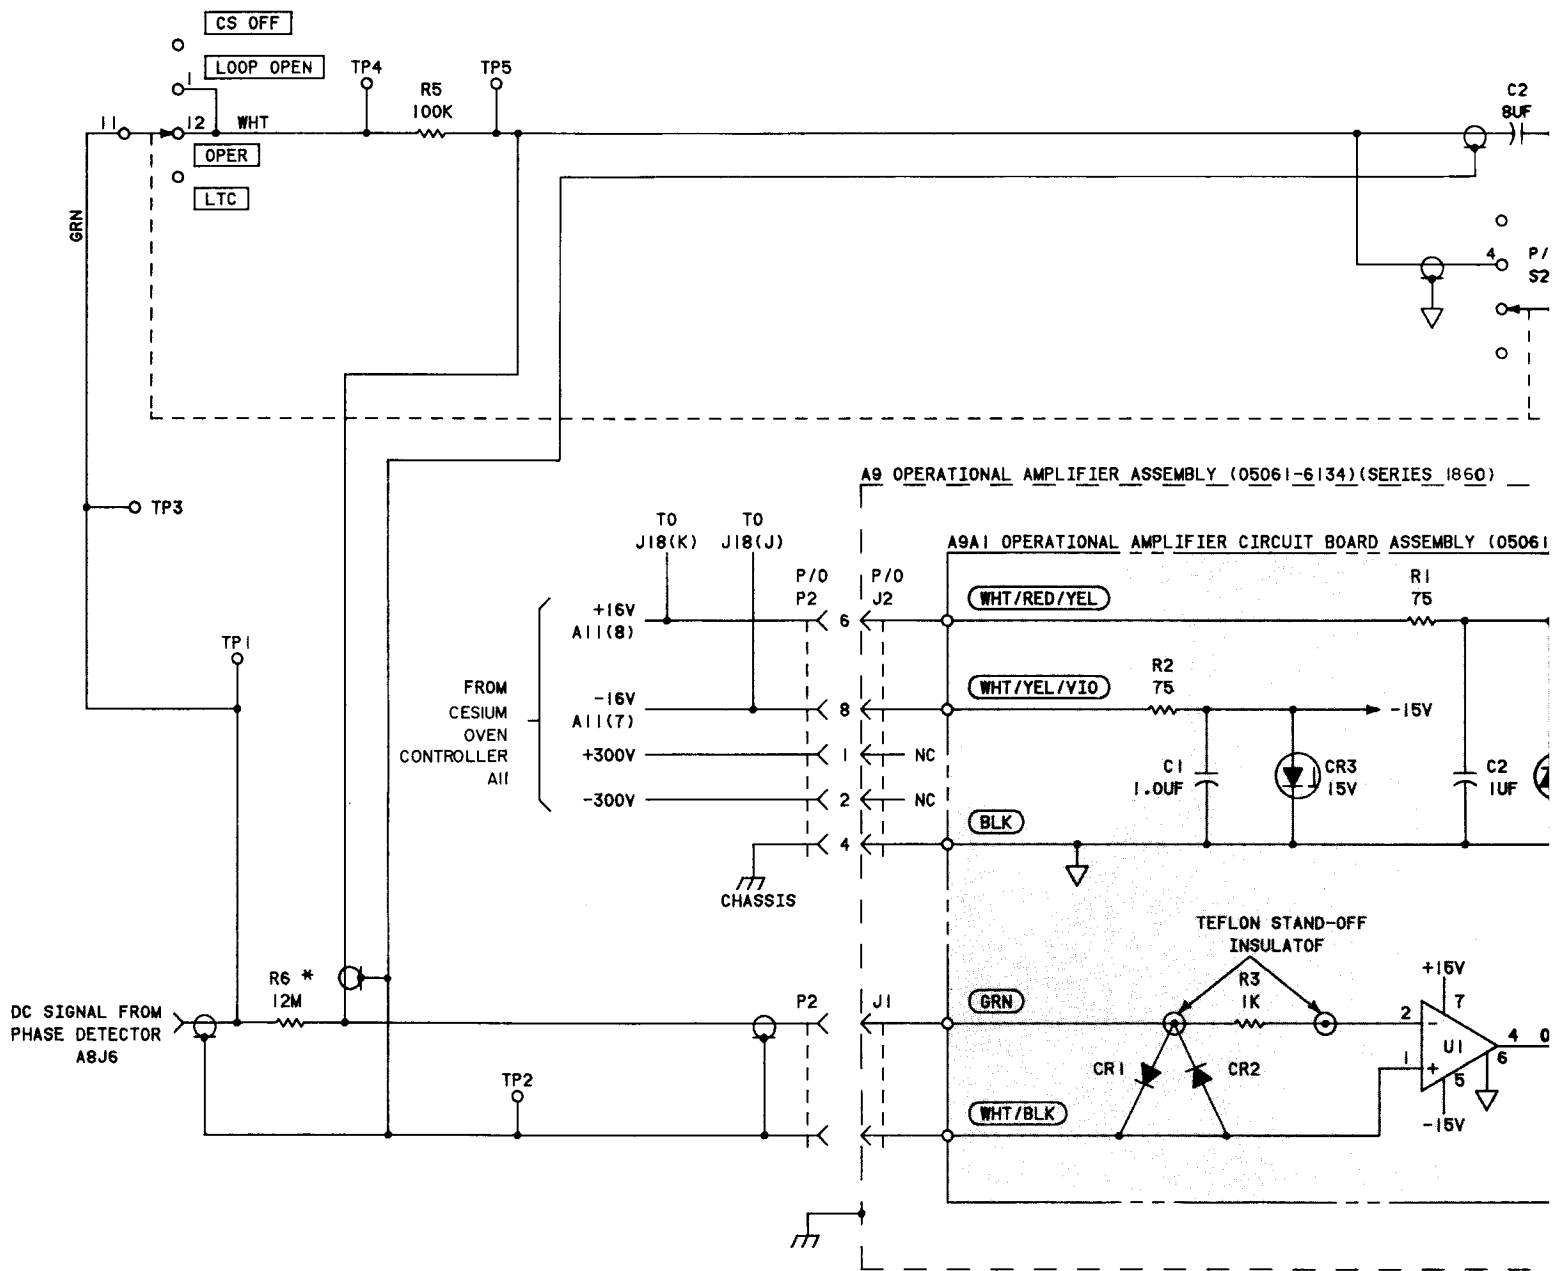 CS OFF
LOOP OPEN
1
TP4
TP5
R5
100K
C2
8UF
11
12 WHT
OPER
LTC
GRN
4
P/
S2
TP3
A9 OPERATIONAL AMPLIFIER ASSEMBLY (05061-6134)(SERIES 1860)
TO
J18(K)
TO
J18(J)
A9A1 OPERATIONAL AMPLIFIER CIRCUIT BOARD ASSEMBLY (05061
P/O
P2
P/O
J2
WHT/RED/YEL
R1
75
+16V
A11(8)
6
TP1
FROM
CESIUM
OVEN
CONTROLLER
A11
-16V
A11(7)
8
WHT/YEL/VIO
R2
75
-15V
+300V
1
NC
-300V
2
NC
C1
1.0UF
CR3
15V
C2
1UF
BLK
4
CHASSIS
TEFLON STAND-OFF
INSULATOF
R6 *
12M
DC SIGNAL FROM
PHASE DETECTOR
A8J6
P2
J1
GRN
R3
1K
+15V
7
2
-
U1
4
0
6
1
+
5
-15V
CR1
CR2
TP2
WHT/BLK